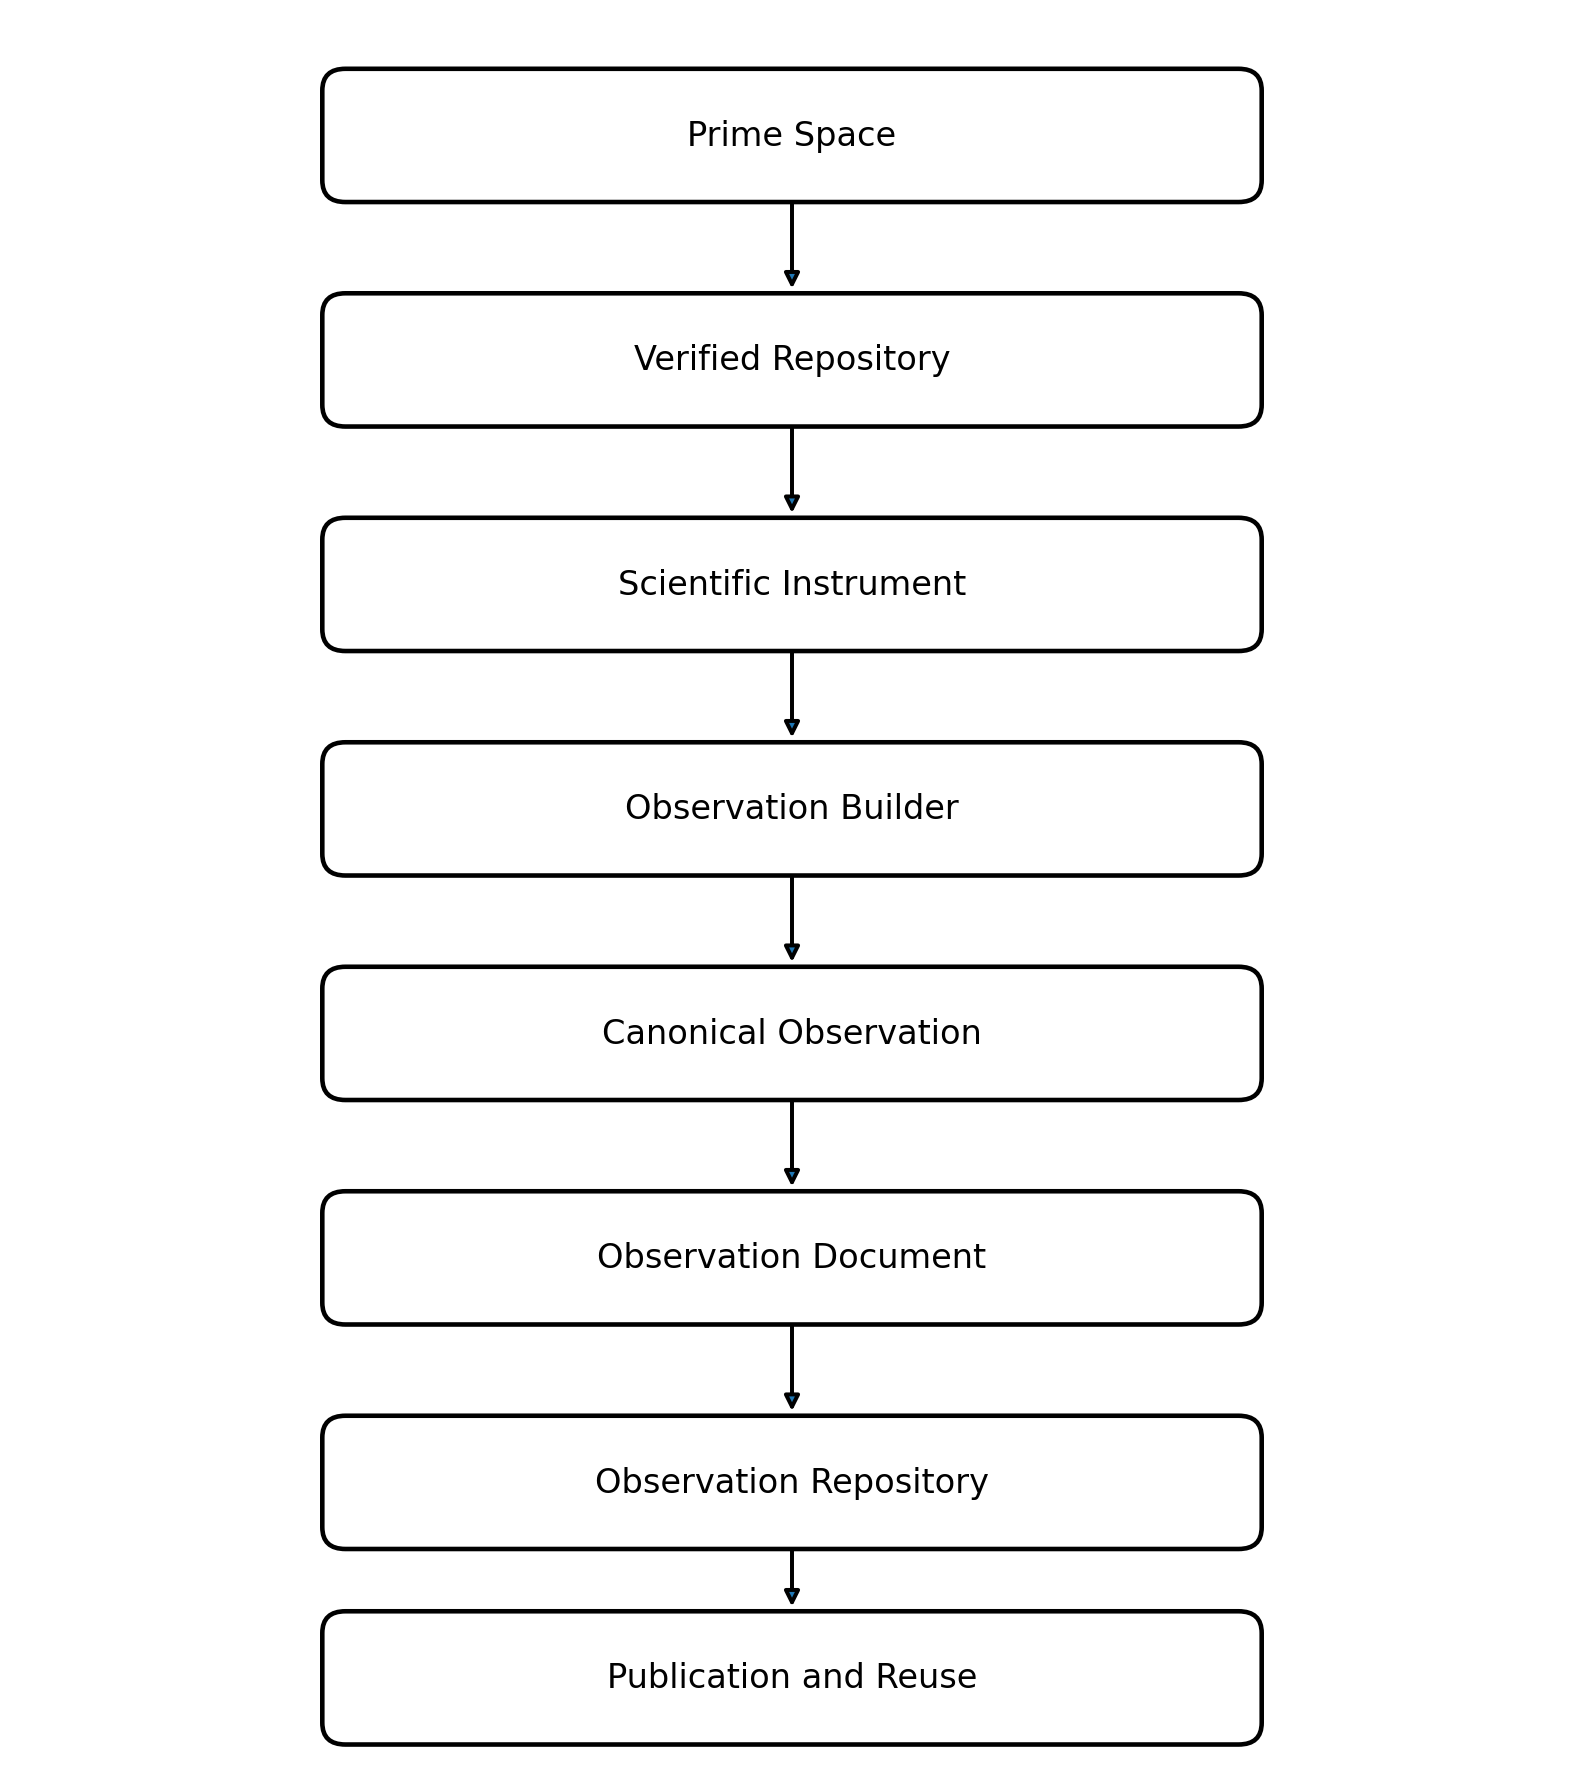 Prime Space
Verified Repository
Scientific Instrument
Observation Builder
Canonical Observation
Observation Document
Observation Repository
Publication and Reuse